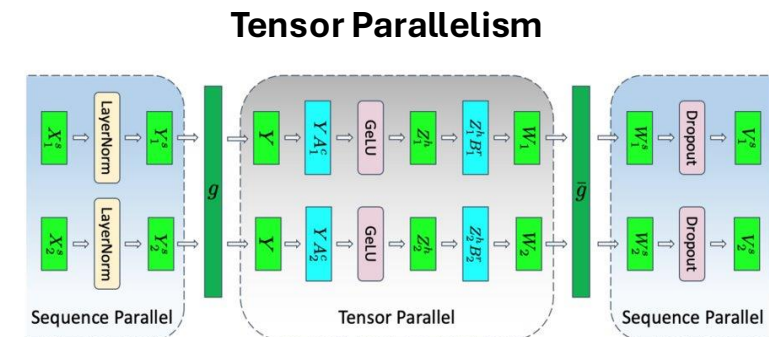 Tensor Parallelism
X₁ˢ LayerNorm Y₁ˢ g Y YA₁ᶜ GeLU Z₁ʰ Z₁ʰB₁ʳ W₁ ḡ W₁ˢ Dropout V₁ˢ
X₂ˢ LayerNorm Y₂ˢ Y YA₂ᶜ GeLU Z₂ʰ Z₂ʰB₂ʳ W₂ W₂ˢ Dropout V₂ˢ
Sequence Parallel Tensor Parallel Sequence Parallel